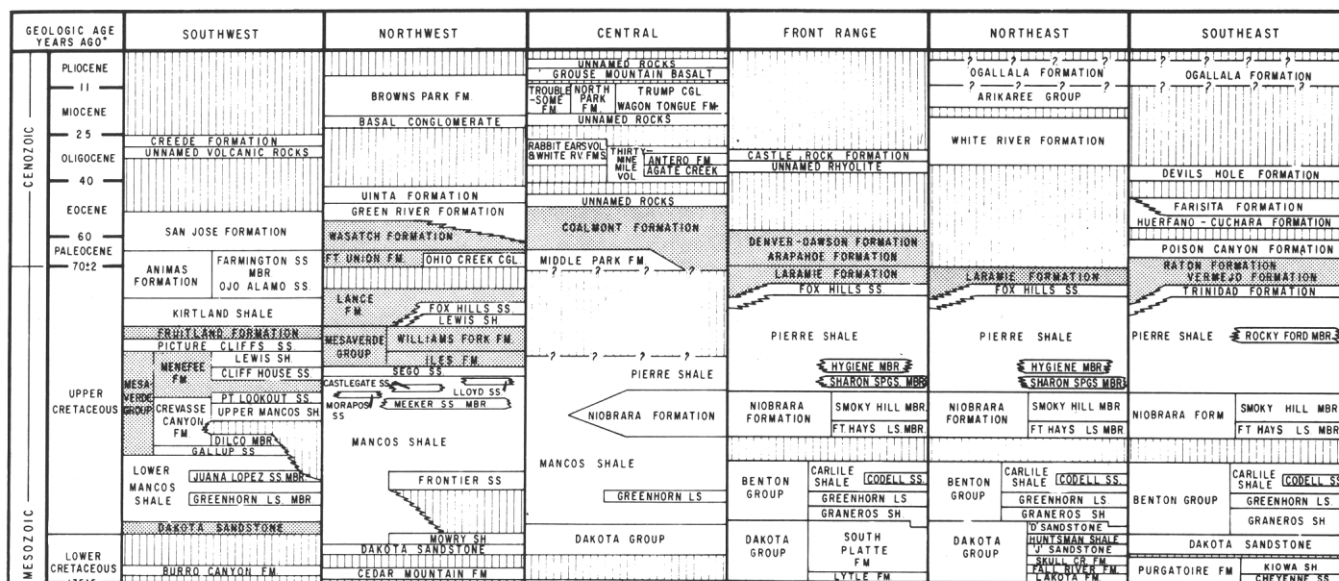 GEOLOGIC AGE
YEARS AGO*
SOUTHWEST
NORTHWEST
CENTRAL
FRONT RANGE
NORTHEAST
SOUTHEAST
CENOZOIC
MESOZOIC
PLIOCENE
11
MIOCENE
25
OLIGOCENE
40
EOCENE
60
PALEOCENE
70±2
UPPER
CRETACEOUS
LOWER
CRETACEOUS
CREEDE FORMATION
UNNAMED VOLCANIC ROCKS
SAN JOSE FORMATION
ANIMAS
FORMATION
FARMINGTON SS
MBR
OJO ALAMO SS.
KIRTLAND SHALE
FRUITLAND FORMATION
PICTURE CLIFFS SS.
MESA-
VERDE
GROUP
MENEFEE
FM.
LEWIS SH.
CLIFF HOUSE SS.
PT LOOKOUT SS.
CREVASSE
CANYON
FM.
UPPER MANCOS SH.
DILCO MBR.
GALLUP SS
LOWER
MANCOS
SHALE
JUANA LOPEZ SS. MBR
GREENHORN LS. MBR
DAKOTA SANDSTONE
BURRO CANYON FM.
BROWNS PARK FM.
BASAL CONGLOMERATE
UINTA FORMATION
GREEN RIVER FORMATION
WASATCH FORMATION
FT UNION FM.
OHIO CREEK CGL
LANCE
FM.
FOX HILLS SS.
LEWIS SH
MESAVERDE
GROUP
WILLIAMS FORK FM.
ILES FM.
SEGO SS.
CASTLEGATE SS.
LLOYD SS
MORAPOS
SS
MEEKER SS MBR
MANCOS SHALE
FRONTIER SS
MOWRY SH
DAKOTA SANDSTONE
CEDAR MOUNTAIN FM
UNNAMED ROCKS
GROUSE MOUNTAIN BASALT
TROUBLE
-SOME
FM.
NORTH
PARK
FM.
TRUMP CGL
WAGON TONGUE FM
UNNAMED ROCKS
RABBIT EARS VOL
& WHITE RV. FMS.
THIRTY-
NINE
MILE
VOL
ANTERO FM
AGATE CREEK
UNNAMED ROCKS
COALMONT FORMATION
MIDDLE PARK FM.
? ? ? ?
? ? ? ?
PIERRE SHALE
NIOBRARA FORMATION
MANCOS SHALE
GREENHORN LS
DAKOTA GROUP
CASTLE ROCK FORMATION
UNNAMED RHYOLITE
DENVER-DAWSON FORMATION
ARAPAHOE FORMATION
LARAMIE FORMATION
FOX HILLS SS.
PIERRE SHALE
HYGIENE MBR.
SHARON SPGS. MBR
NIOBRARA
FORMATION
SMOKY HILL MBR.
FT HAYS LS. MBR.
BENTON
GROUP
CARLILE
SHALE
CODELL SS.
GREENHORN LS
GRANEROS SH
DAKOTA
GROUP
SOUTH
PLATTE
FM
LYTLE FM.
? ? ? ? ?
OGALLALA FORMATION
? ? ? ? ?
ARIKAREE GROUP
WHITE RIVER FORMATION
LARAMIE FORMATION
FOX HILLS SS.
PIERRE SHALE
HYGIENE MBR.
SHARON SPGS. MBR
NIOBRARA
FORMATION
SMOKY HILL MBR.
FT HAYS LS. MBR.
BENTON
GROUP
CARLILE
SHALE
CODELL SS.
GREENHORN LS
GRANEROS SH
DAKOTA
GROUP
'D' SANDSTONE
HUNTSMAN SHALE
'J' SANDSTONE
SKULL CR. FM.
FALL RIVER FM.
LAKOTA FM.
? ? ? ? ?
OGALLALA FORMATION
? ? ? ? ?
DEVILS HOLE FORMATION
FARISITA FORMATION
HUERFANO-CUCHARA FORMATION
POISON CANYON FORMATION
RATON FORMATION
VERMEJO FORMATION
TRINIDAD FORMATION
PIERRE SHALE
ROCKY FORD MBR.
NIOBRARA FORM
SMOKY HILL MBR.
FT HAYS LS MBR.
BENTON GROUP
CARLILE
SHALE
CODELL SS.
GREENHORN LS.
GRANEROS SH.
DAKOTA SANDSTONE
PURGATOIRE FM
KIOWA SH